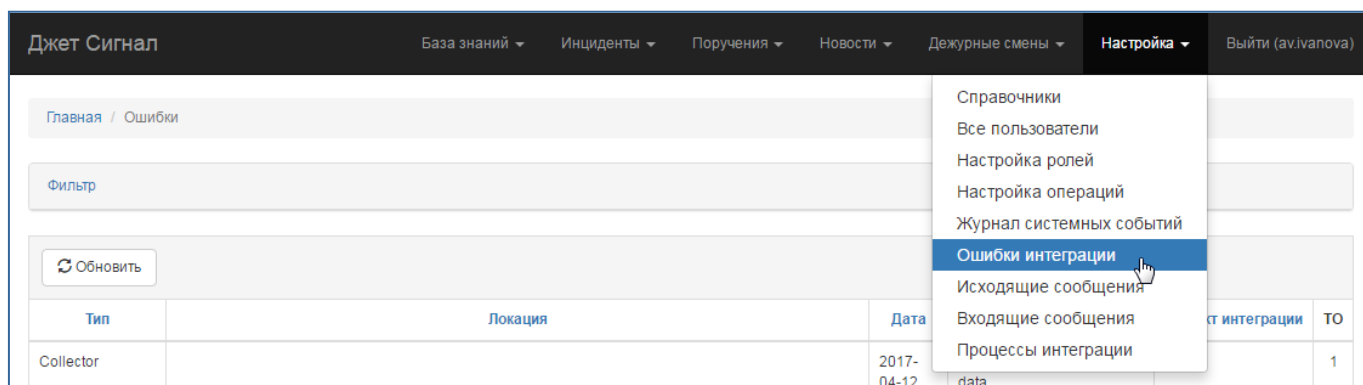 Джет Сигнал База знаний Инциденты Поручения Новости Дежурные смены Настройка Выйти (av.ivanova)
Справочники
Главная / Ошибки
Все пользователи
Настройка ролей
Фильтр
Настройка операций
Журнал системных событий
Обновить
Ошибки интеграции
Исходящие сообщения
Тип Локация Дата Входящие сообщения кт интеграции ТО
Процессы интеграции
Collector 2017- 1
04-12 data